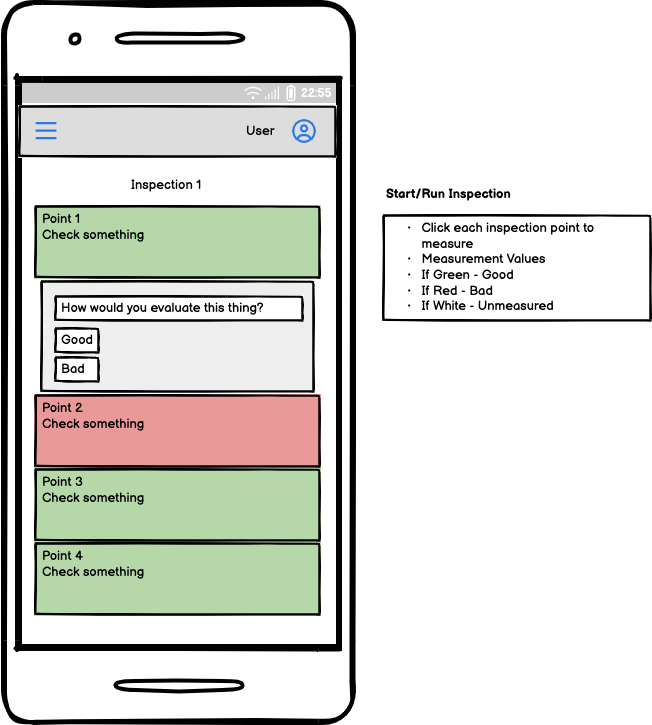 22:55
User
Inspection 1
Point 1
Check something
How would you evaluate this thing?
Good
Bad
Point 2
Check something
Point 3
Check something
Point 4
Check something
Start/Run Inspection
· Click each inspection point to
measure
· Measurement Values
· If Green - Good
· If Red - Bad
· If White - Unmeasured